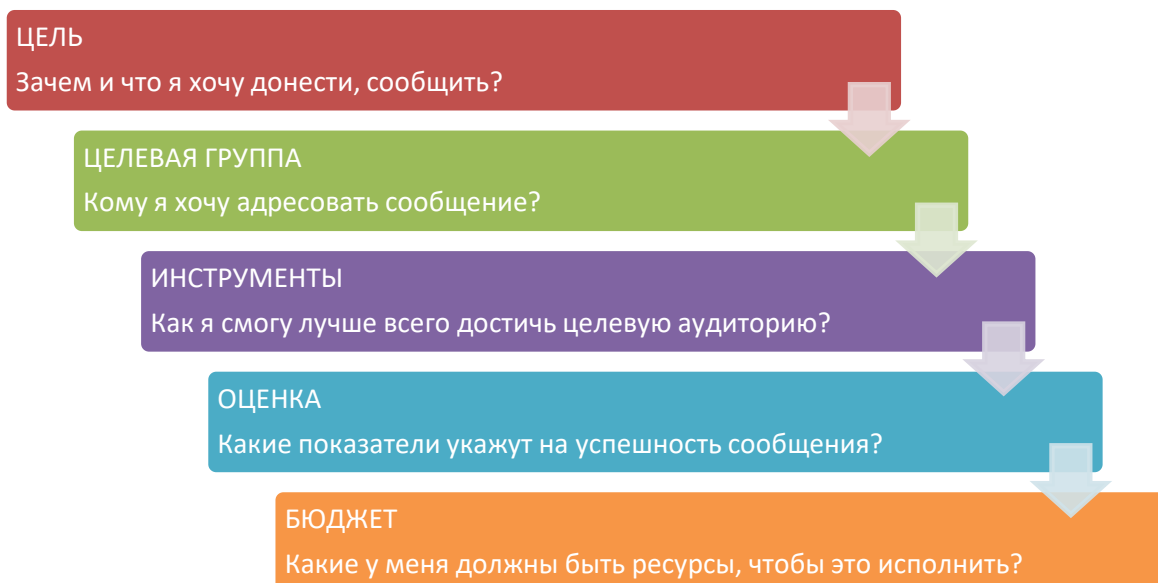 ЦЕЛЬ
Зачем и что я хочу донести, сообщить?
ЦЕЛЕВАЯ ГРУППА
Кому я хочу адресовать сообщение?
ИНСТРУМЕНТЫ
Как я смогу лучше всего достичь целевую аудиторию?
ОЦЕНКА
Какие показатели укажут на успешность сообщения?
БЮДЖЕТ
Какие у меня должны быть ресурсы, чтобы это исполнить?